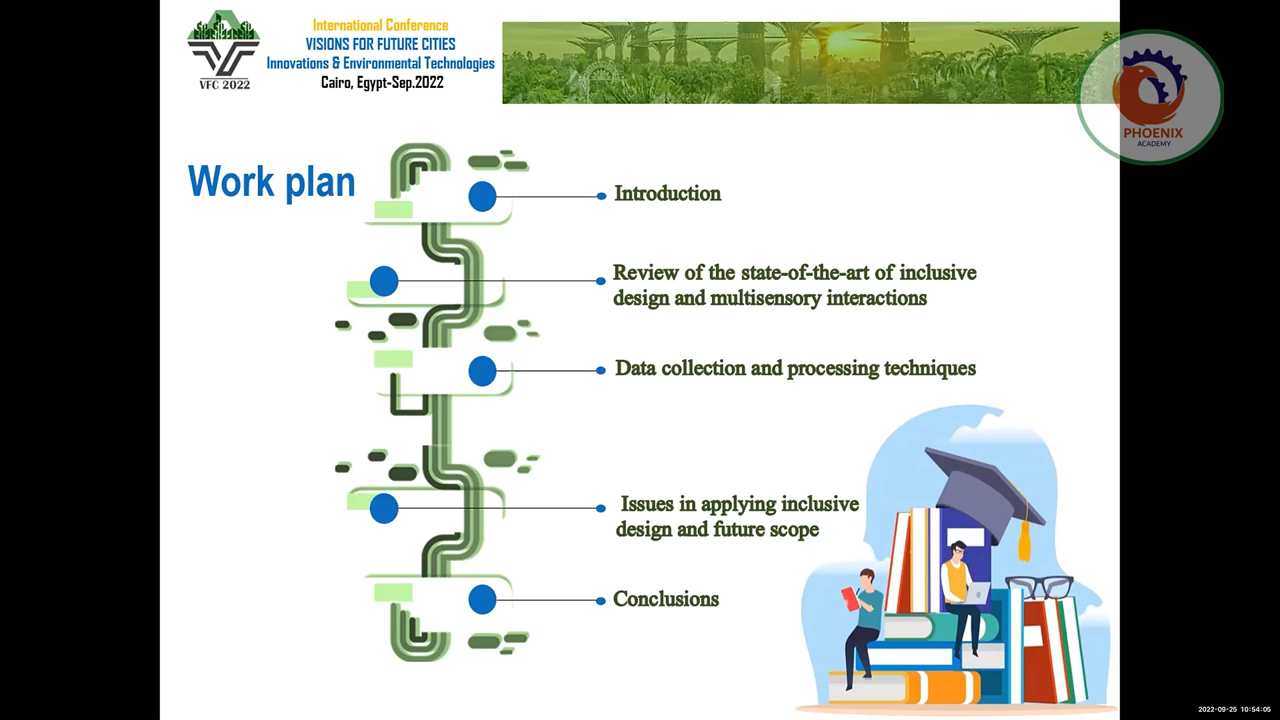 International Conference
VISIONS FOR FUTURE CITIES
Innovations & Environmental Technologies
Cairo, Egypt-Sep.2022
VFC 2022
PHOENIX
ACADEMY
Work plan
Introduction
Review of the state-of-the-art of inclusive
design and multisensory interactions
Data collection and processing techniques
Issues in applying inclusive
design and future scope
Conclusions
2022-09-25 10:54:05